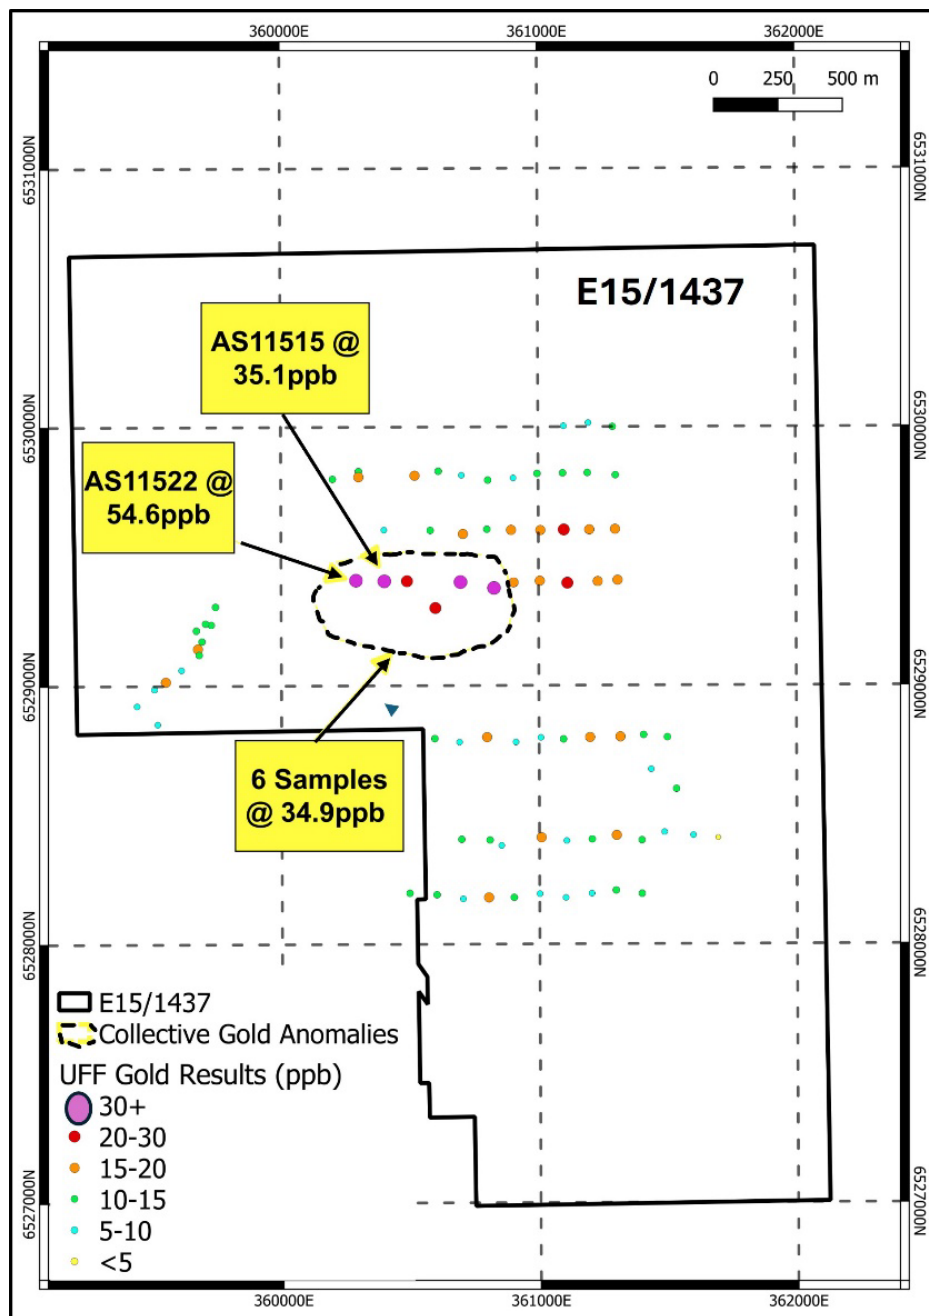 360000E
361000E
362000E
0 250 500 m
6531000N
6531000N
E15/1437
AS11515 @
35.1ppb
6530000N
6530000N
AS11522 @
54.6ppb
6529000N
6529000N
6 Samples
@ 34.9ppb
6528000N
6528000N
E15/1437
Collective Gold Anomalies
UFF Gold Results (ppb)
30+
20-30
15-20
10-15
5-10
<5
6527000N
6527000N
360000E
361000E
362000E